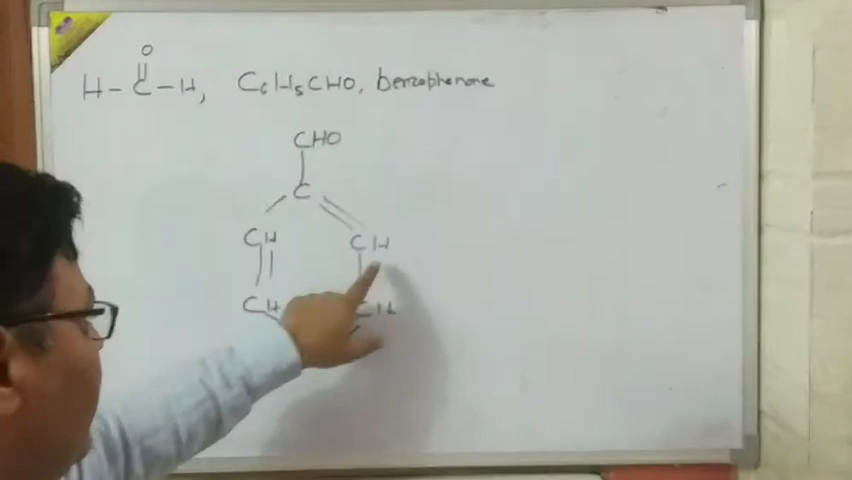 O
H - C - H, C6H5CHO, benzophenone
CHO
C
CH CH
CH CH